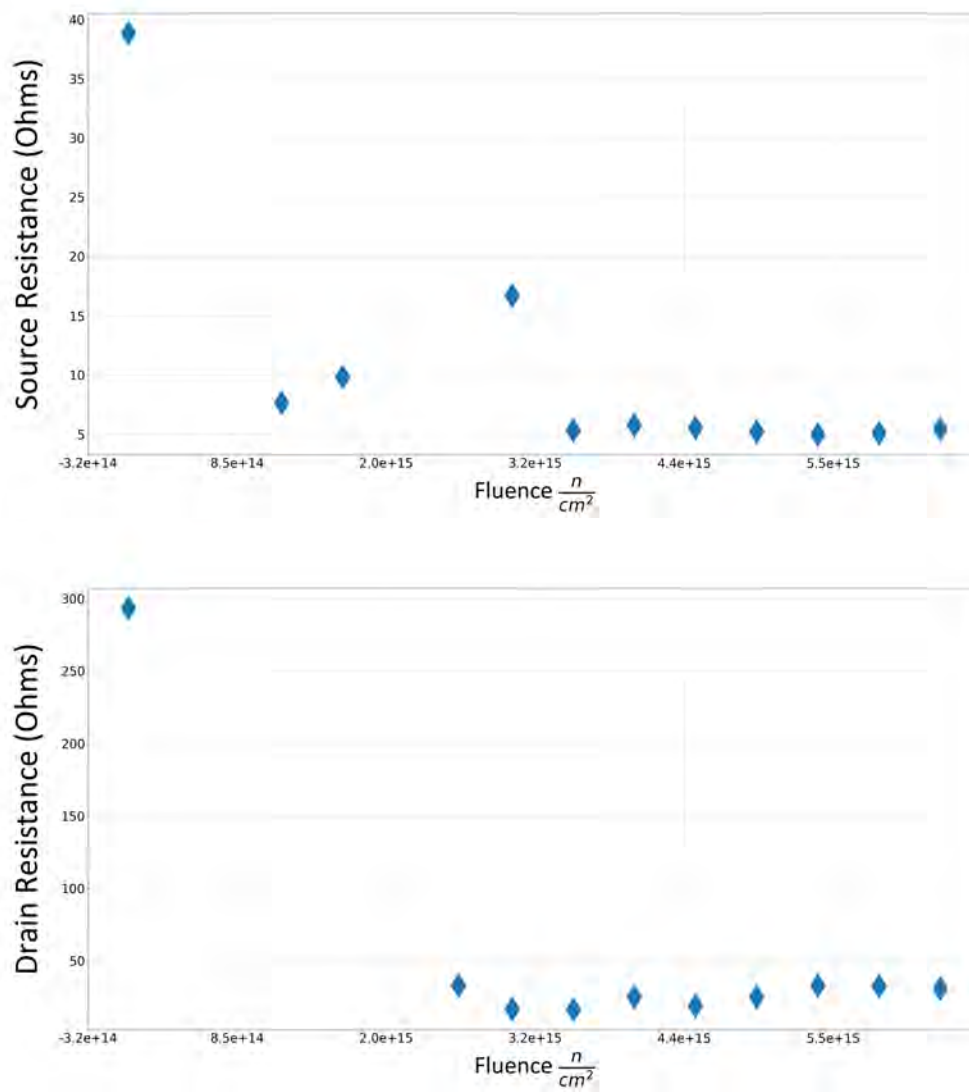 40
35
30
25
20
15
10
5
Source Resistance (Ohms)
-3.2e+14 8.5e+14 2.0e+15 3.2e+15 4.4e+15 5.5e+15
Fluence n/cm²
300
250
200
150
100
50
Drain Resistance (Ohms)
-3.2e+14 8.5e+14 2.0e+15 3.2e+15 4.4e+15 5.5e+15
Fluence n/cm²